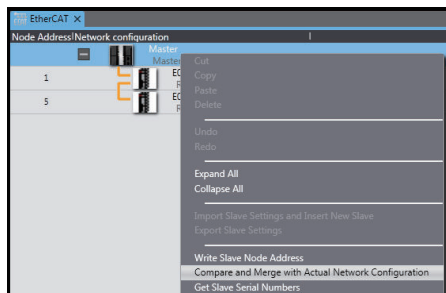 EtherCAT ×
Node Address Network configuration
Master
Master
1
5
Cut
Copy
Paste
Delete
Undo
Redo
Expand All
Collapse All
Import Slave Settings and Insert New Slave
Export Slave Settings
Write Slave Node Address
Compare and Merge with Actual Network Configuration
Get Slave Serial Numbers